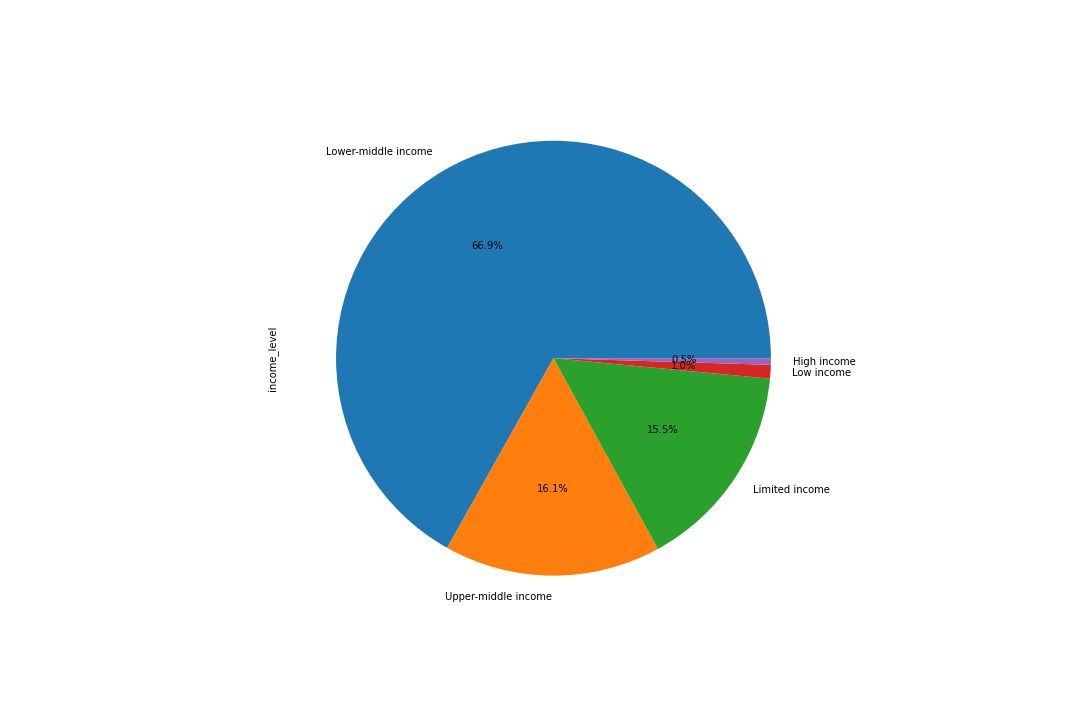 Lower-middle income
66.9%
income_level
0.5%
High income
1.0%
Low income
15.5%
Limited income
16.1%
Upper-middle income